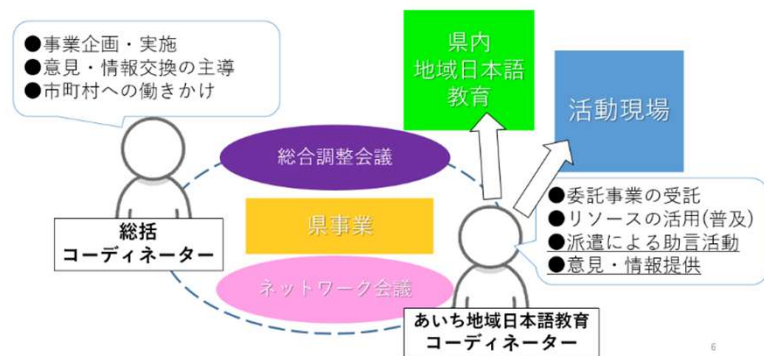 ●事業企画・実施
●意見・情報交換の主導
●市町村への働きかけ
県内
地域日本語
教育
活動現場
総合調整会議
県事業
ネットワーク会議
総括
コーディネーター
●委託事業の受託
●リソースの活用(普及)
●派遣による助言活動
●意見・情報提供
あいち地域日本語教育
コーディネーター
6